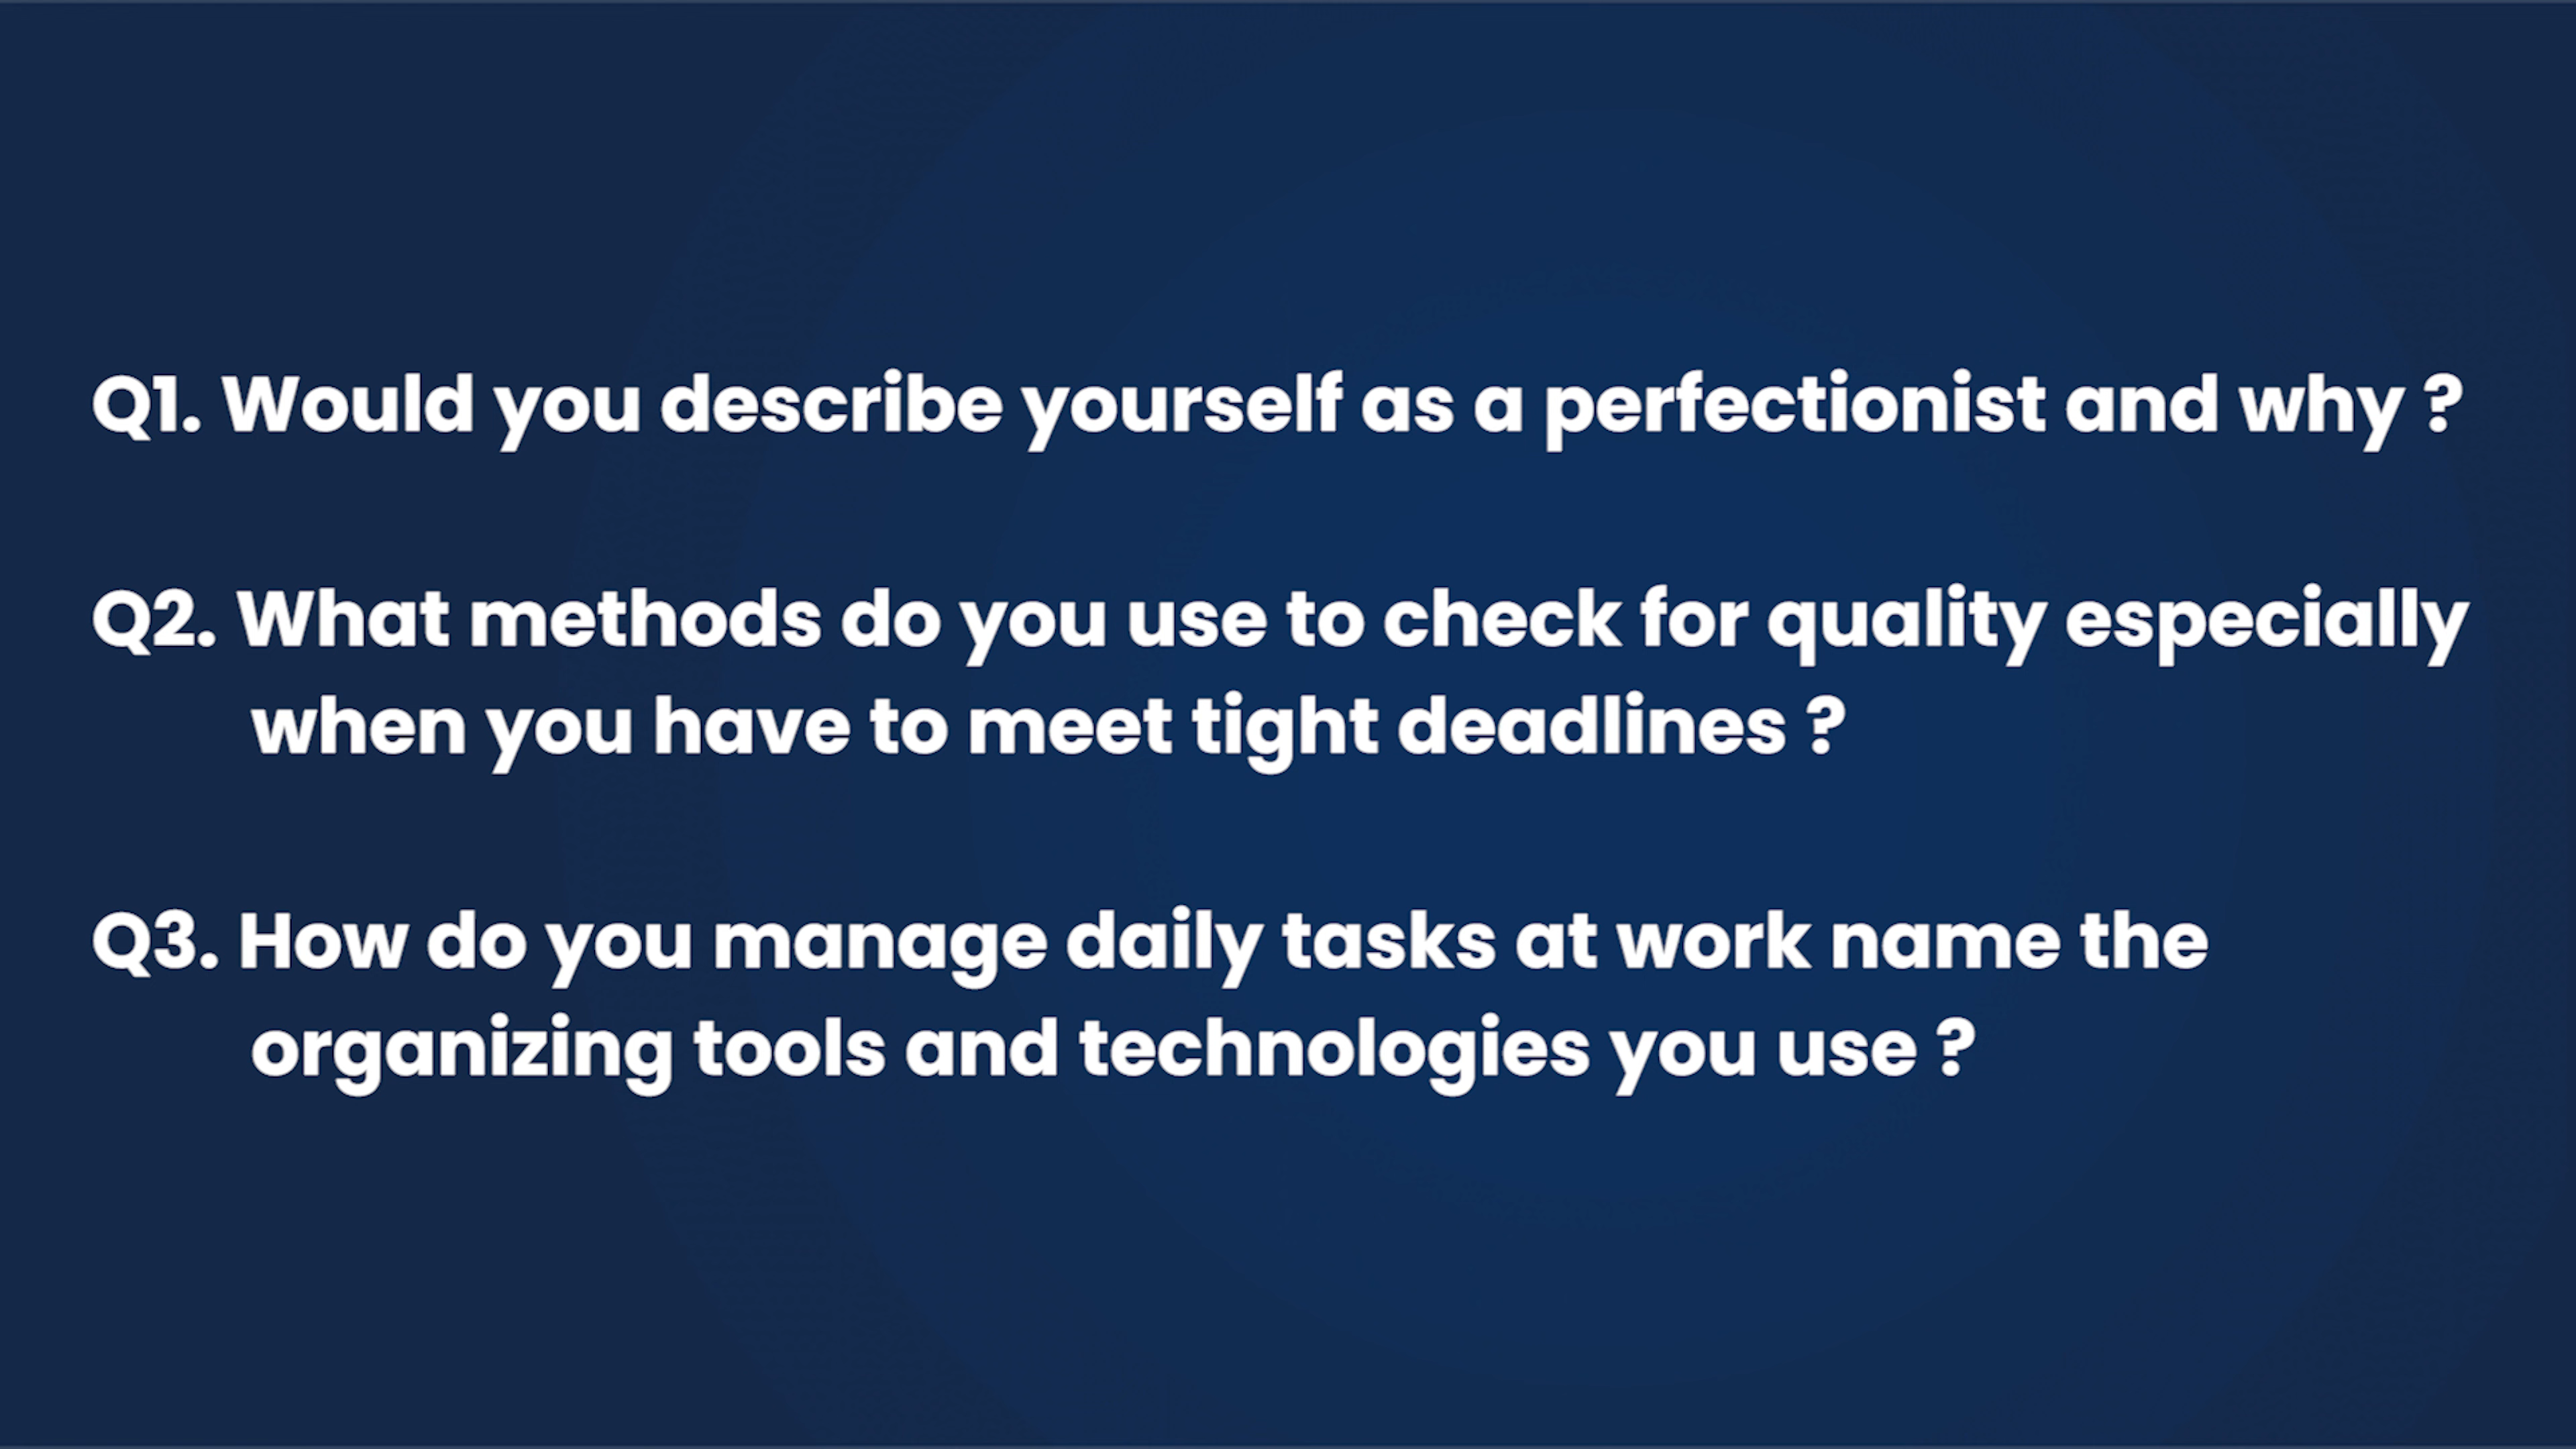 Q1. Would you describe yourself as a perfectionist and why ?
Q2. What methods do you use to check for quality especially
when you have to meet tight deadlines ?
Q3. How do you manage daily tasks at work name the
organizing tools and technologies you use ?